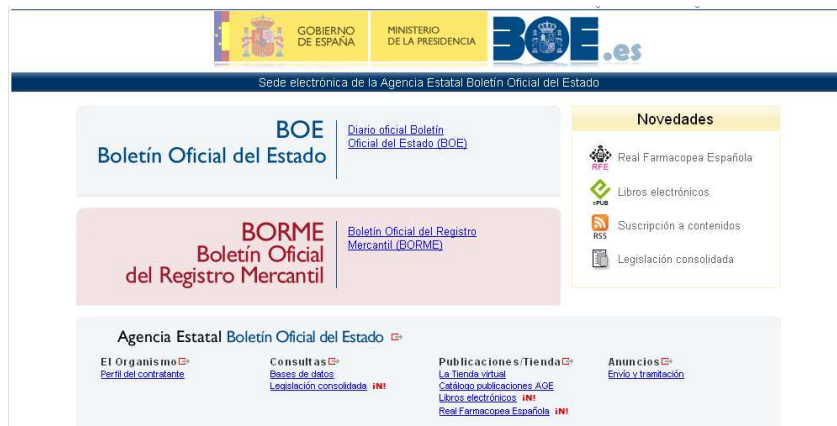 GOBIERNO
DE ESPAÑA
MINISTERIO
DE LA PRESIDENCIA
BOE.es
Sede electrónica de la Agencia Estatal Boletín Oficial del Estado
BOE
Boletín Oficial del Estado
Diario oficial Boletín
Oficial del Estado (BOE)
BORME
Boletín Oficial
del Registro Mercantil
Boletín Oficial del Registro
Mercantil (BORME)
Novedades
RFE
Real Farmacopea Española
ePUB
Libros electrónicos
RSS
Suscripción a contenidos
Legislación consolidada
Agencia Estatal Boletín Oficial del Estado
El Organismo
Perfil del contratante
Consultas
Bases de datos
Legislación consolidada ¡N!
Publicaciones/Tienda
La Tienda virtual
Catálogo publicaciones AGE
Libros electrónicos ¡N!
Real Farmacopea Española ¡N!
Anuncios
Envío y tramitación